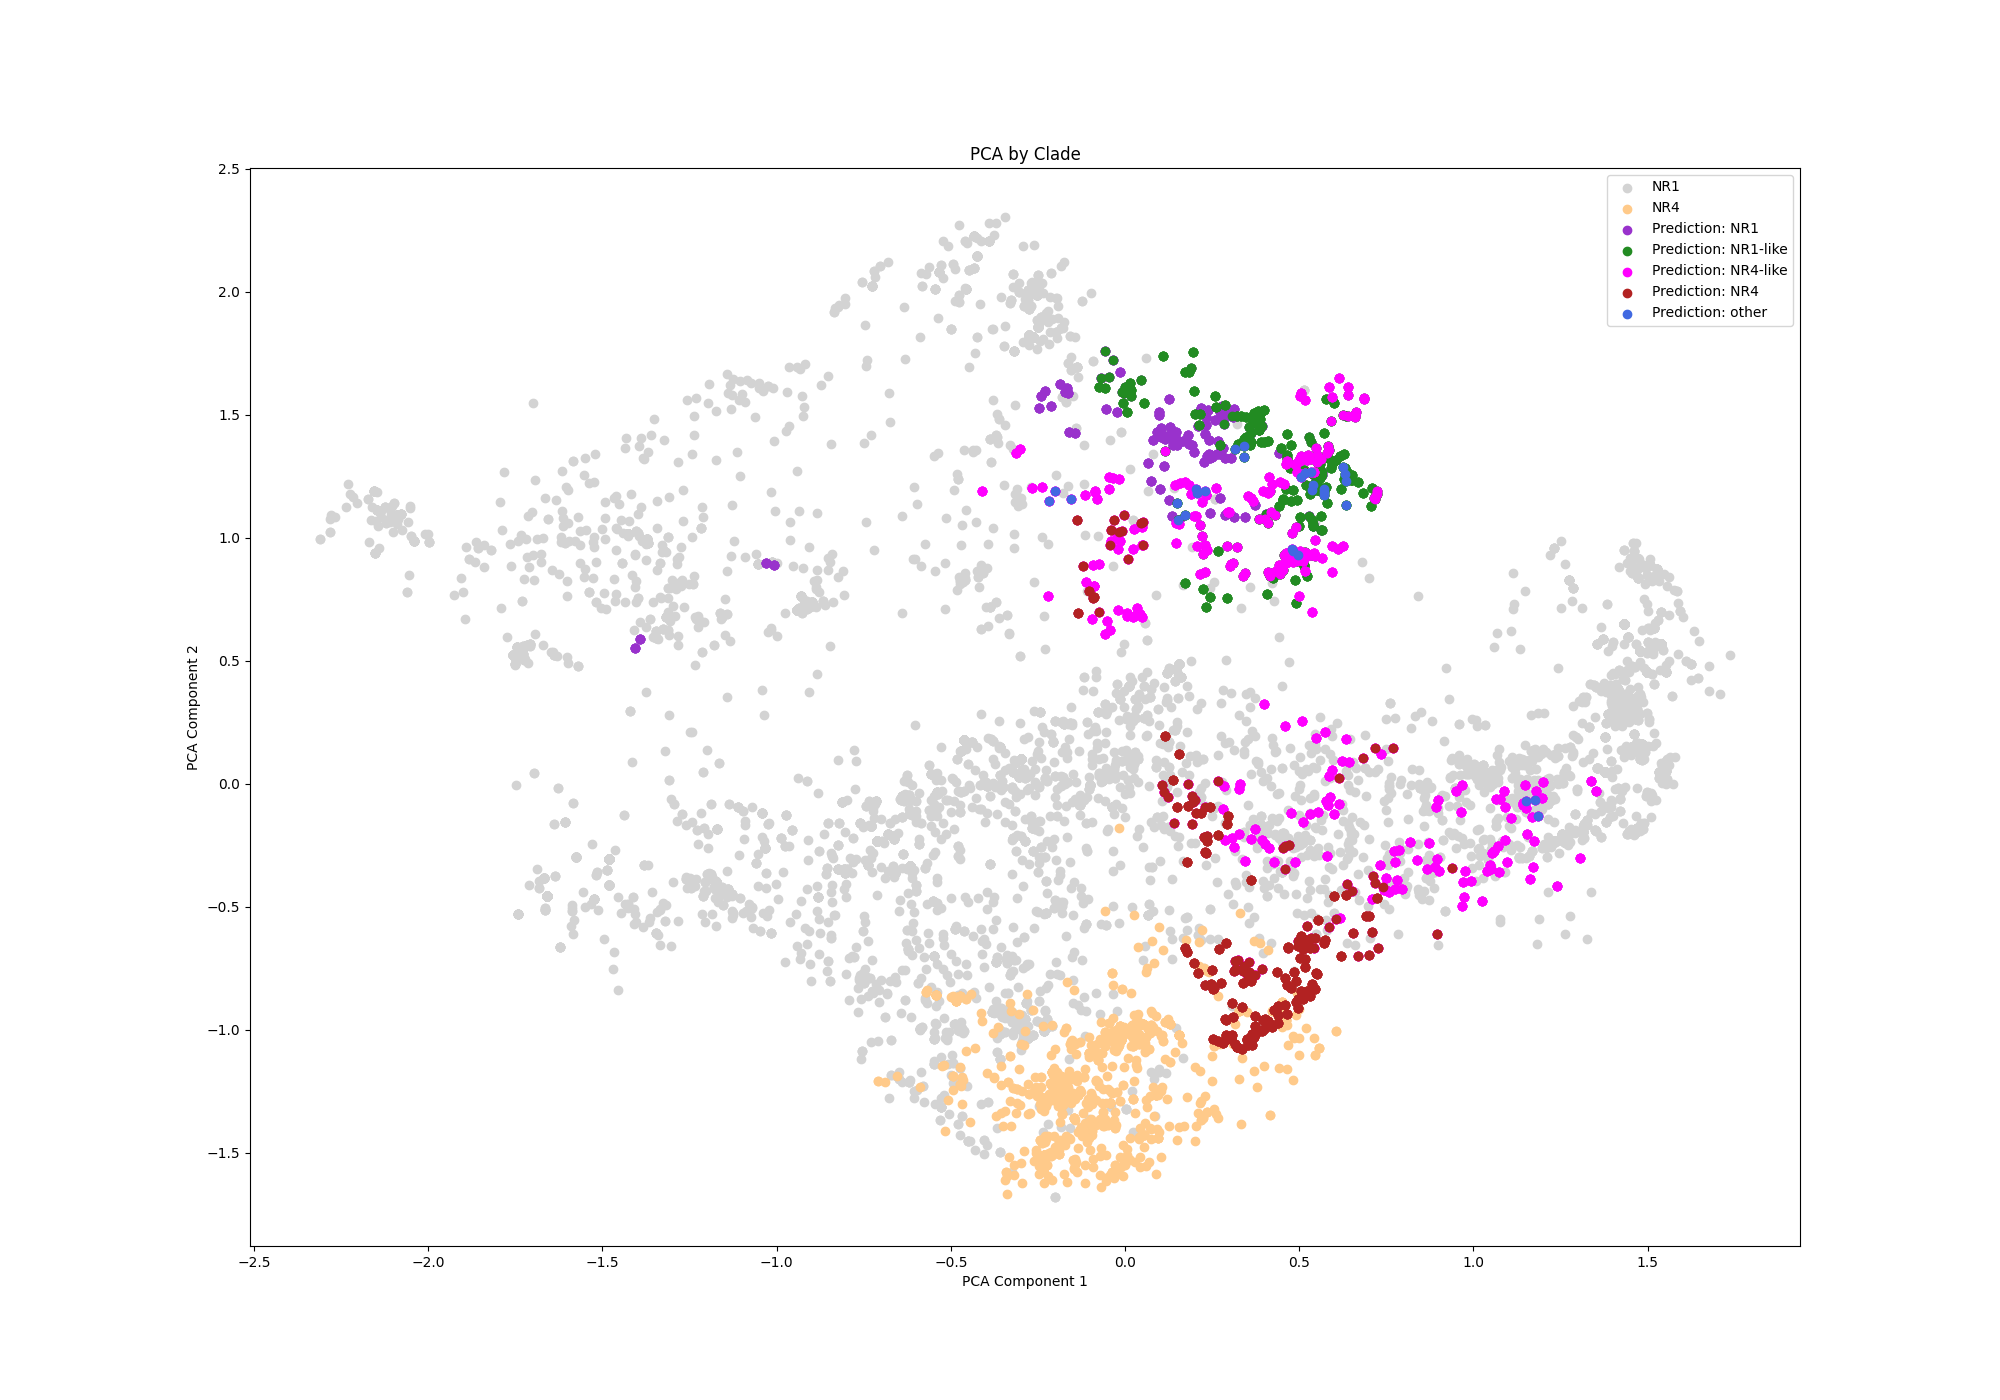 PCA by Clade
NR1
NR4
Prediction: NR1
Prediction: NR1-like
Prediction: NR4-like
Prediction: NR4
Prediction: other
2.5
2.0
1.5
1.0
0.5
0.0
−0.5
−1.0
−1.5
PCA Component 2
−2.5 −2.0 −1.5 −1.0 −0.5 0.0 0.5 1.0 1.5
PCA Component 1